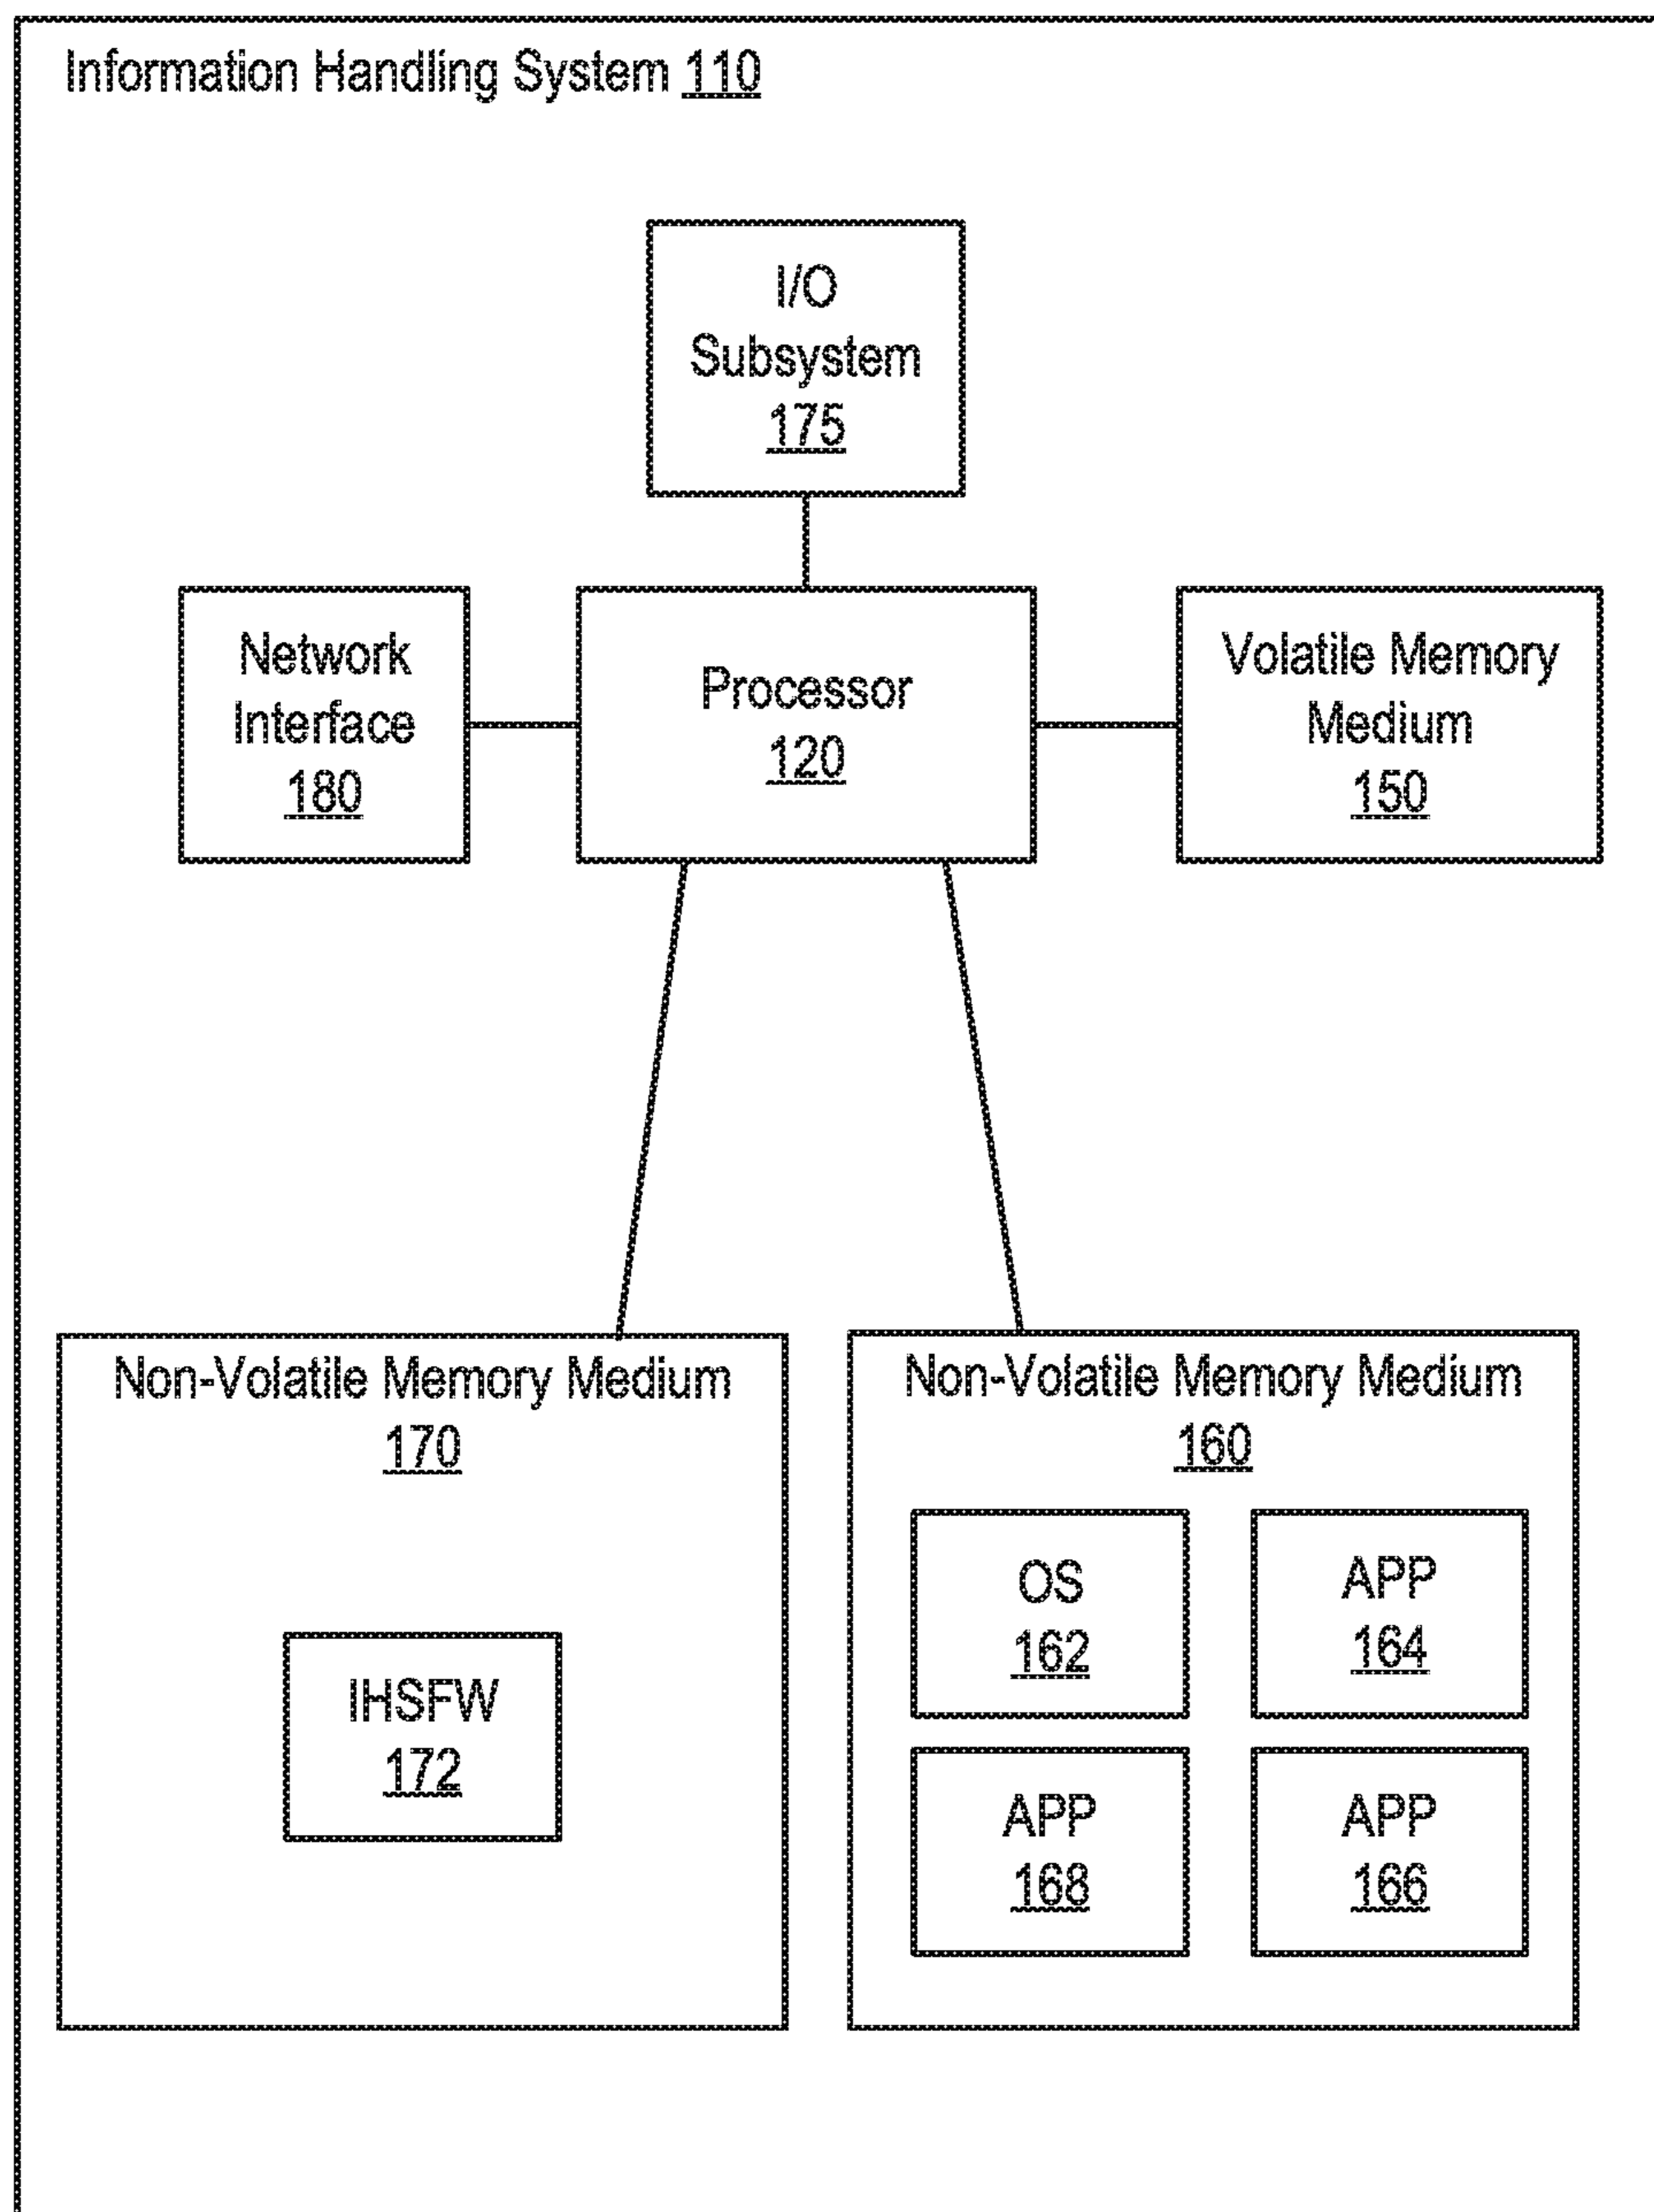 Information Handling System 110
I/O
Subsystem
175
Network
Interface
180
Processor
120
Volatile Memory
Medium
150
Non-Volatile Memory Medium
170
IHSFW
172
Non-Volatile Memory Medium
160
OS
162
APP
164
APP
168
APP
166